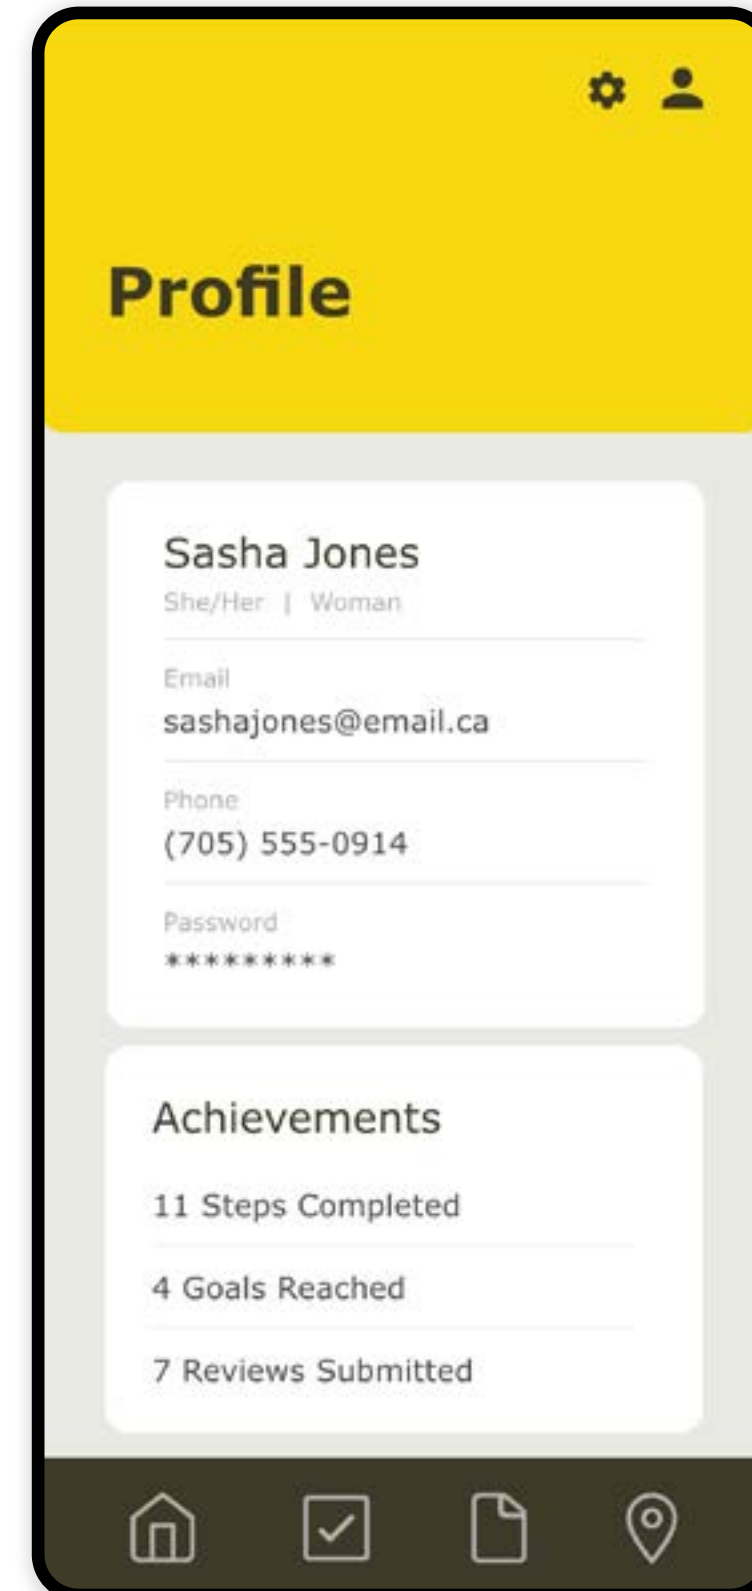 Profile
Sasha Jones
She/Her | Woman
Email
sashajones@email.ca
Phone
(705) 555-0914
Password
*********
Achievements
11 Steps Completed
4 Goals Reached
7 Reviews Submitted